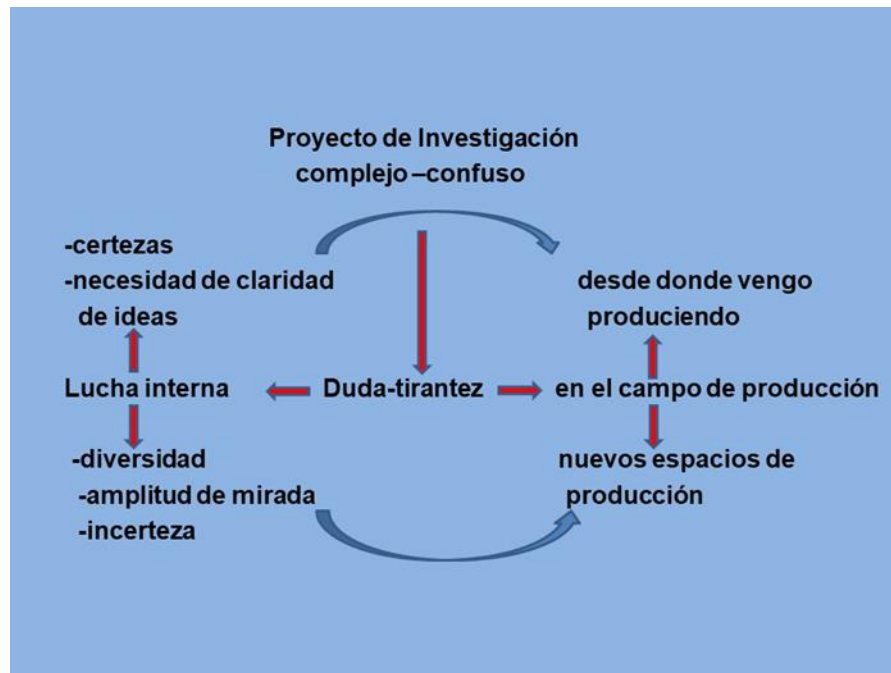 Proyecto de Investigación
complejo –confuso
-certezas
-necesidad de claridad
de ideas
desde donde vengo
produciendo
Lucha interna
Duda-tirantez
en el campo de producción
-diversidad
-amplitud de mirada
-incerteza
nuevos espacios de
producción